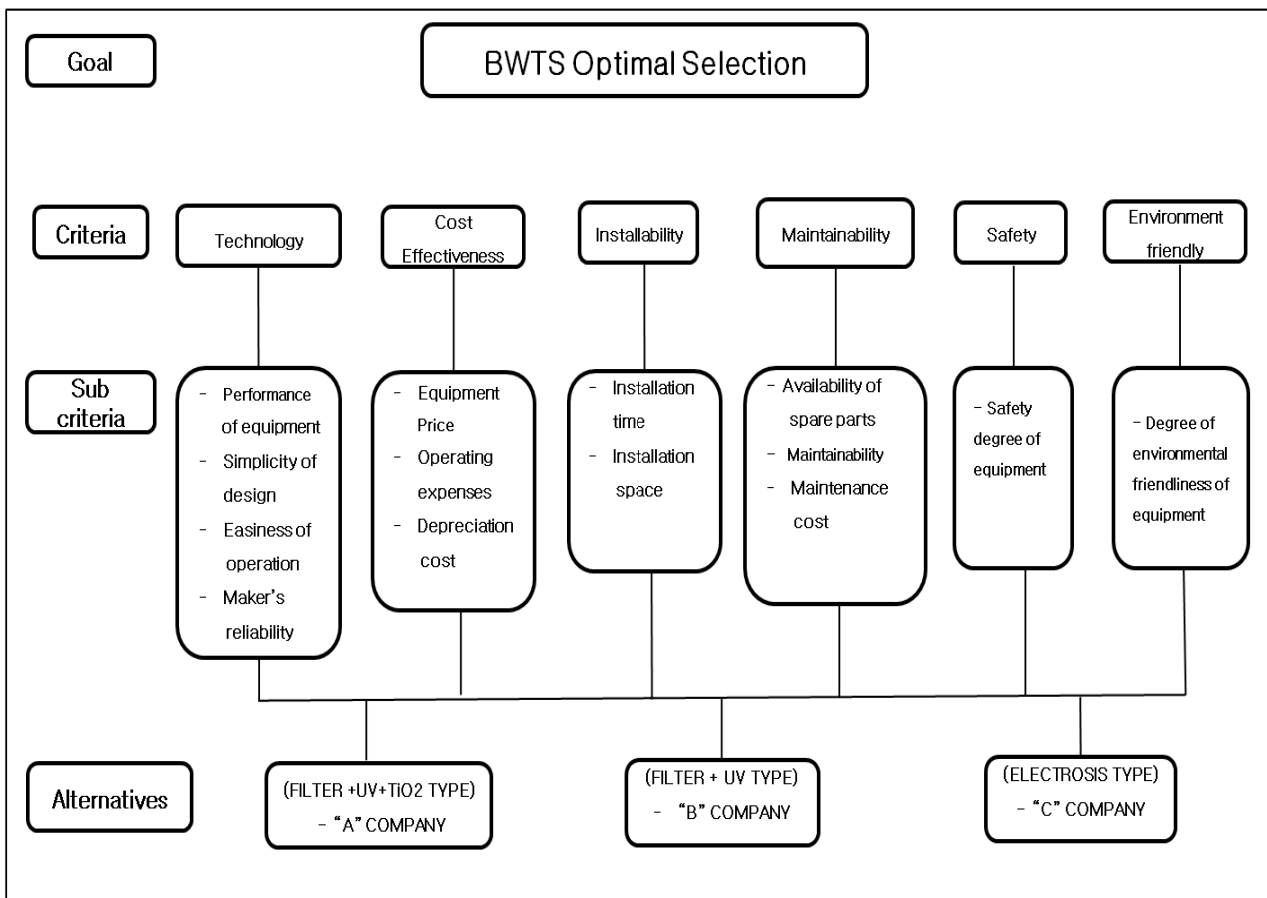 Goal
BWTS Optimal Selection
Criteria
Technology
Cost
Effectiveness
Installability
Maintainability
Safety
Environment
friendly
Sub
criteria
- Performance
of equipment
- Simplicity of
design
- Easiness of
operation
- Maker's
reliability
- Equipment
Price
- Operating
expenses
- Depreciation
cost
- Installation
time
- Installation
space
- Availability of
spare parts
- Maintainability
- Maintenance
cost
- Safety
degree of
equipment
- Degree of
environmental
friendliness of
equipment
Alternatives
(FILTER +UV+TiO2 TYPE)
- “A” COMPANY
(FILTER + UV TYPE)
- “B” COMPANY
(ELECTROSIS TYPE)
- “C” COMPANY